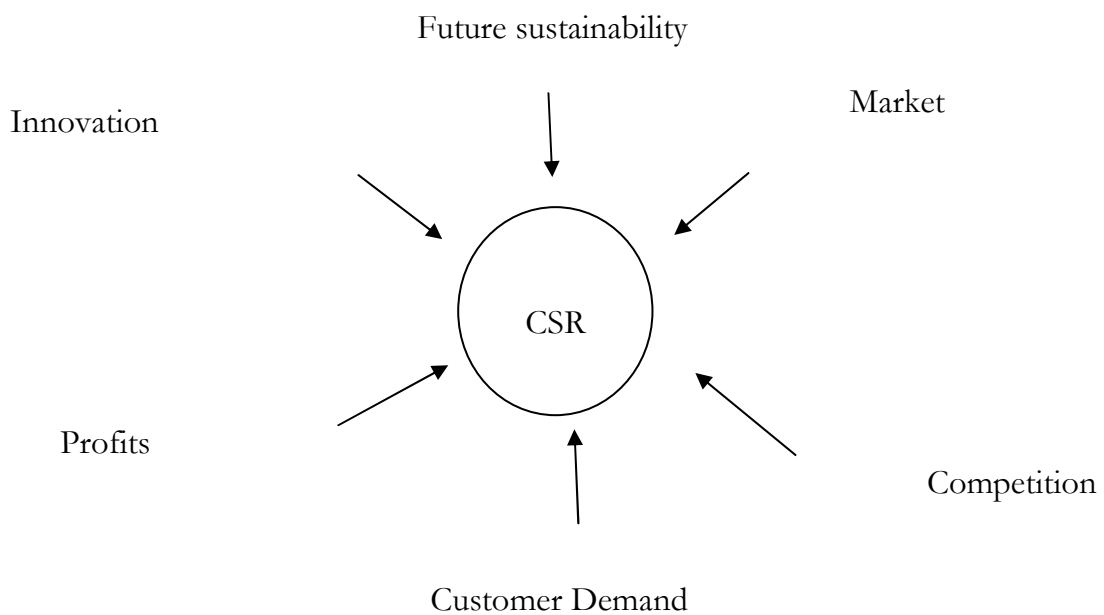 Future sustainability
Market
Innovation
CSR
Profits
Competition
Customer Demand